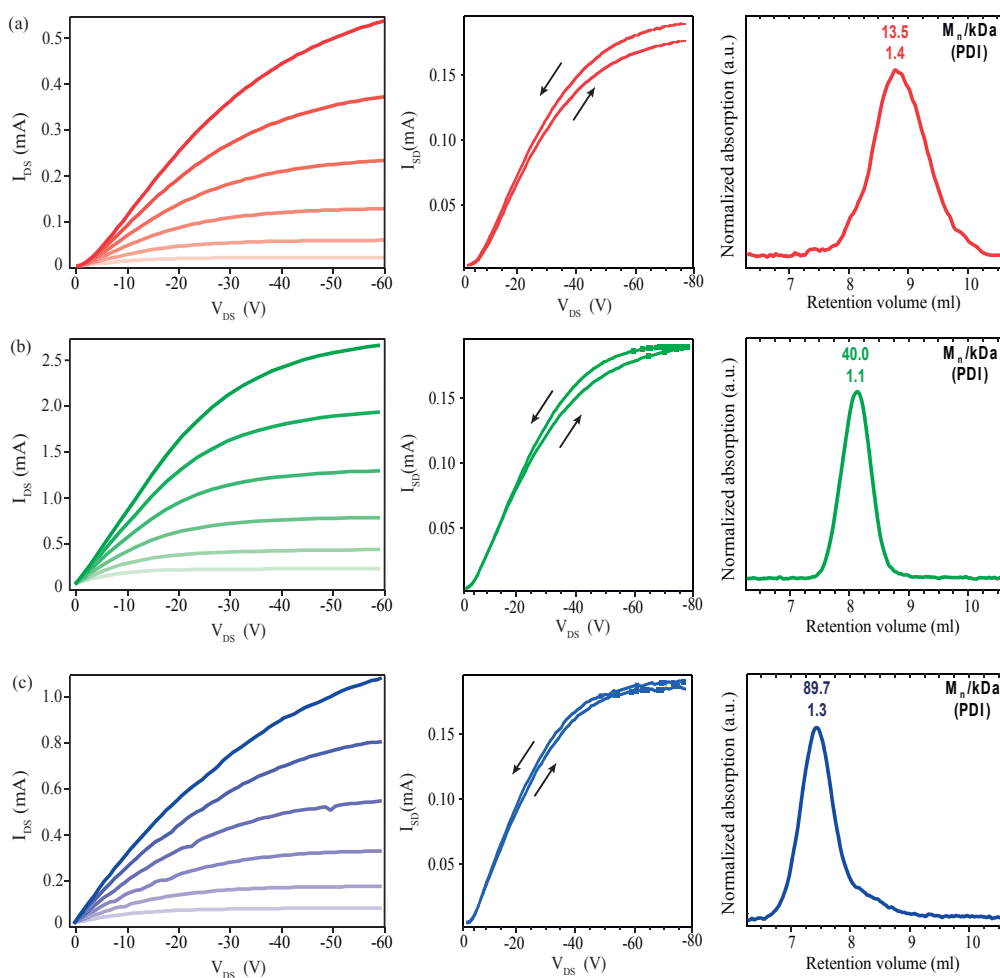 (a)
I_DS (mA)
0.5
0.4
0.3
0.2
0.1
0
0 -10 -20 -30 -40 -50 -60
V_DS (V)
I_SD(mA)
0.15
0.10
0.05
0 -20 -40 -60 -80
V_DS (V)
Normalized absorption (a.u.)
13.5
1.4
M_n/kDa
(PDI)
7 8 9 10
Retention volume (ml)
(b)
I_DS (mA)
2.5
2.0
1.5
1.0
0.5
0
0 -10 -20 -30 -40 -50 -60
V_DS (V)
I_SD(mA)
0.15
0.10
0.05
0 -20 -40 -60 -80
V_DS (V)
Normalized absorption (a.u.)
40.0
1.1
M_n/kDa
(PDI)
7 8 9 10
Retention volume (ml)
(c)
I_DS (mA)
1.0
0.8
0.6
0.4
0.2
0
0 -10 -20 -30 -40 -50 -60
V_DS (V)
I_SD(mA)
0.15
0.10
0.05
0 -20 -40 -60 -80
V_DS (V)
Normalized absorption (a.u.)
89.7
1.3
M_n/kDa
(PDI)
7 8 9 10
Retention volume (ml)